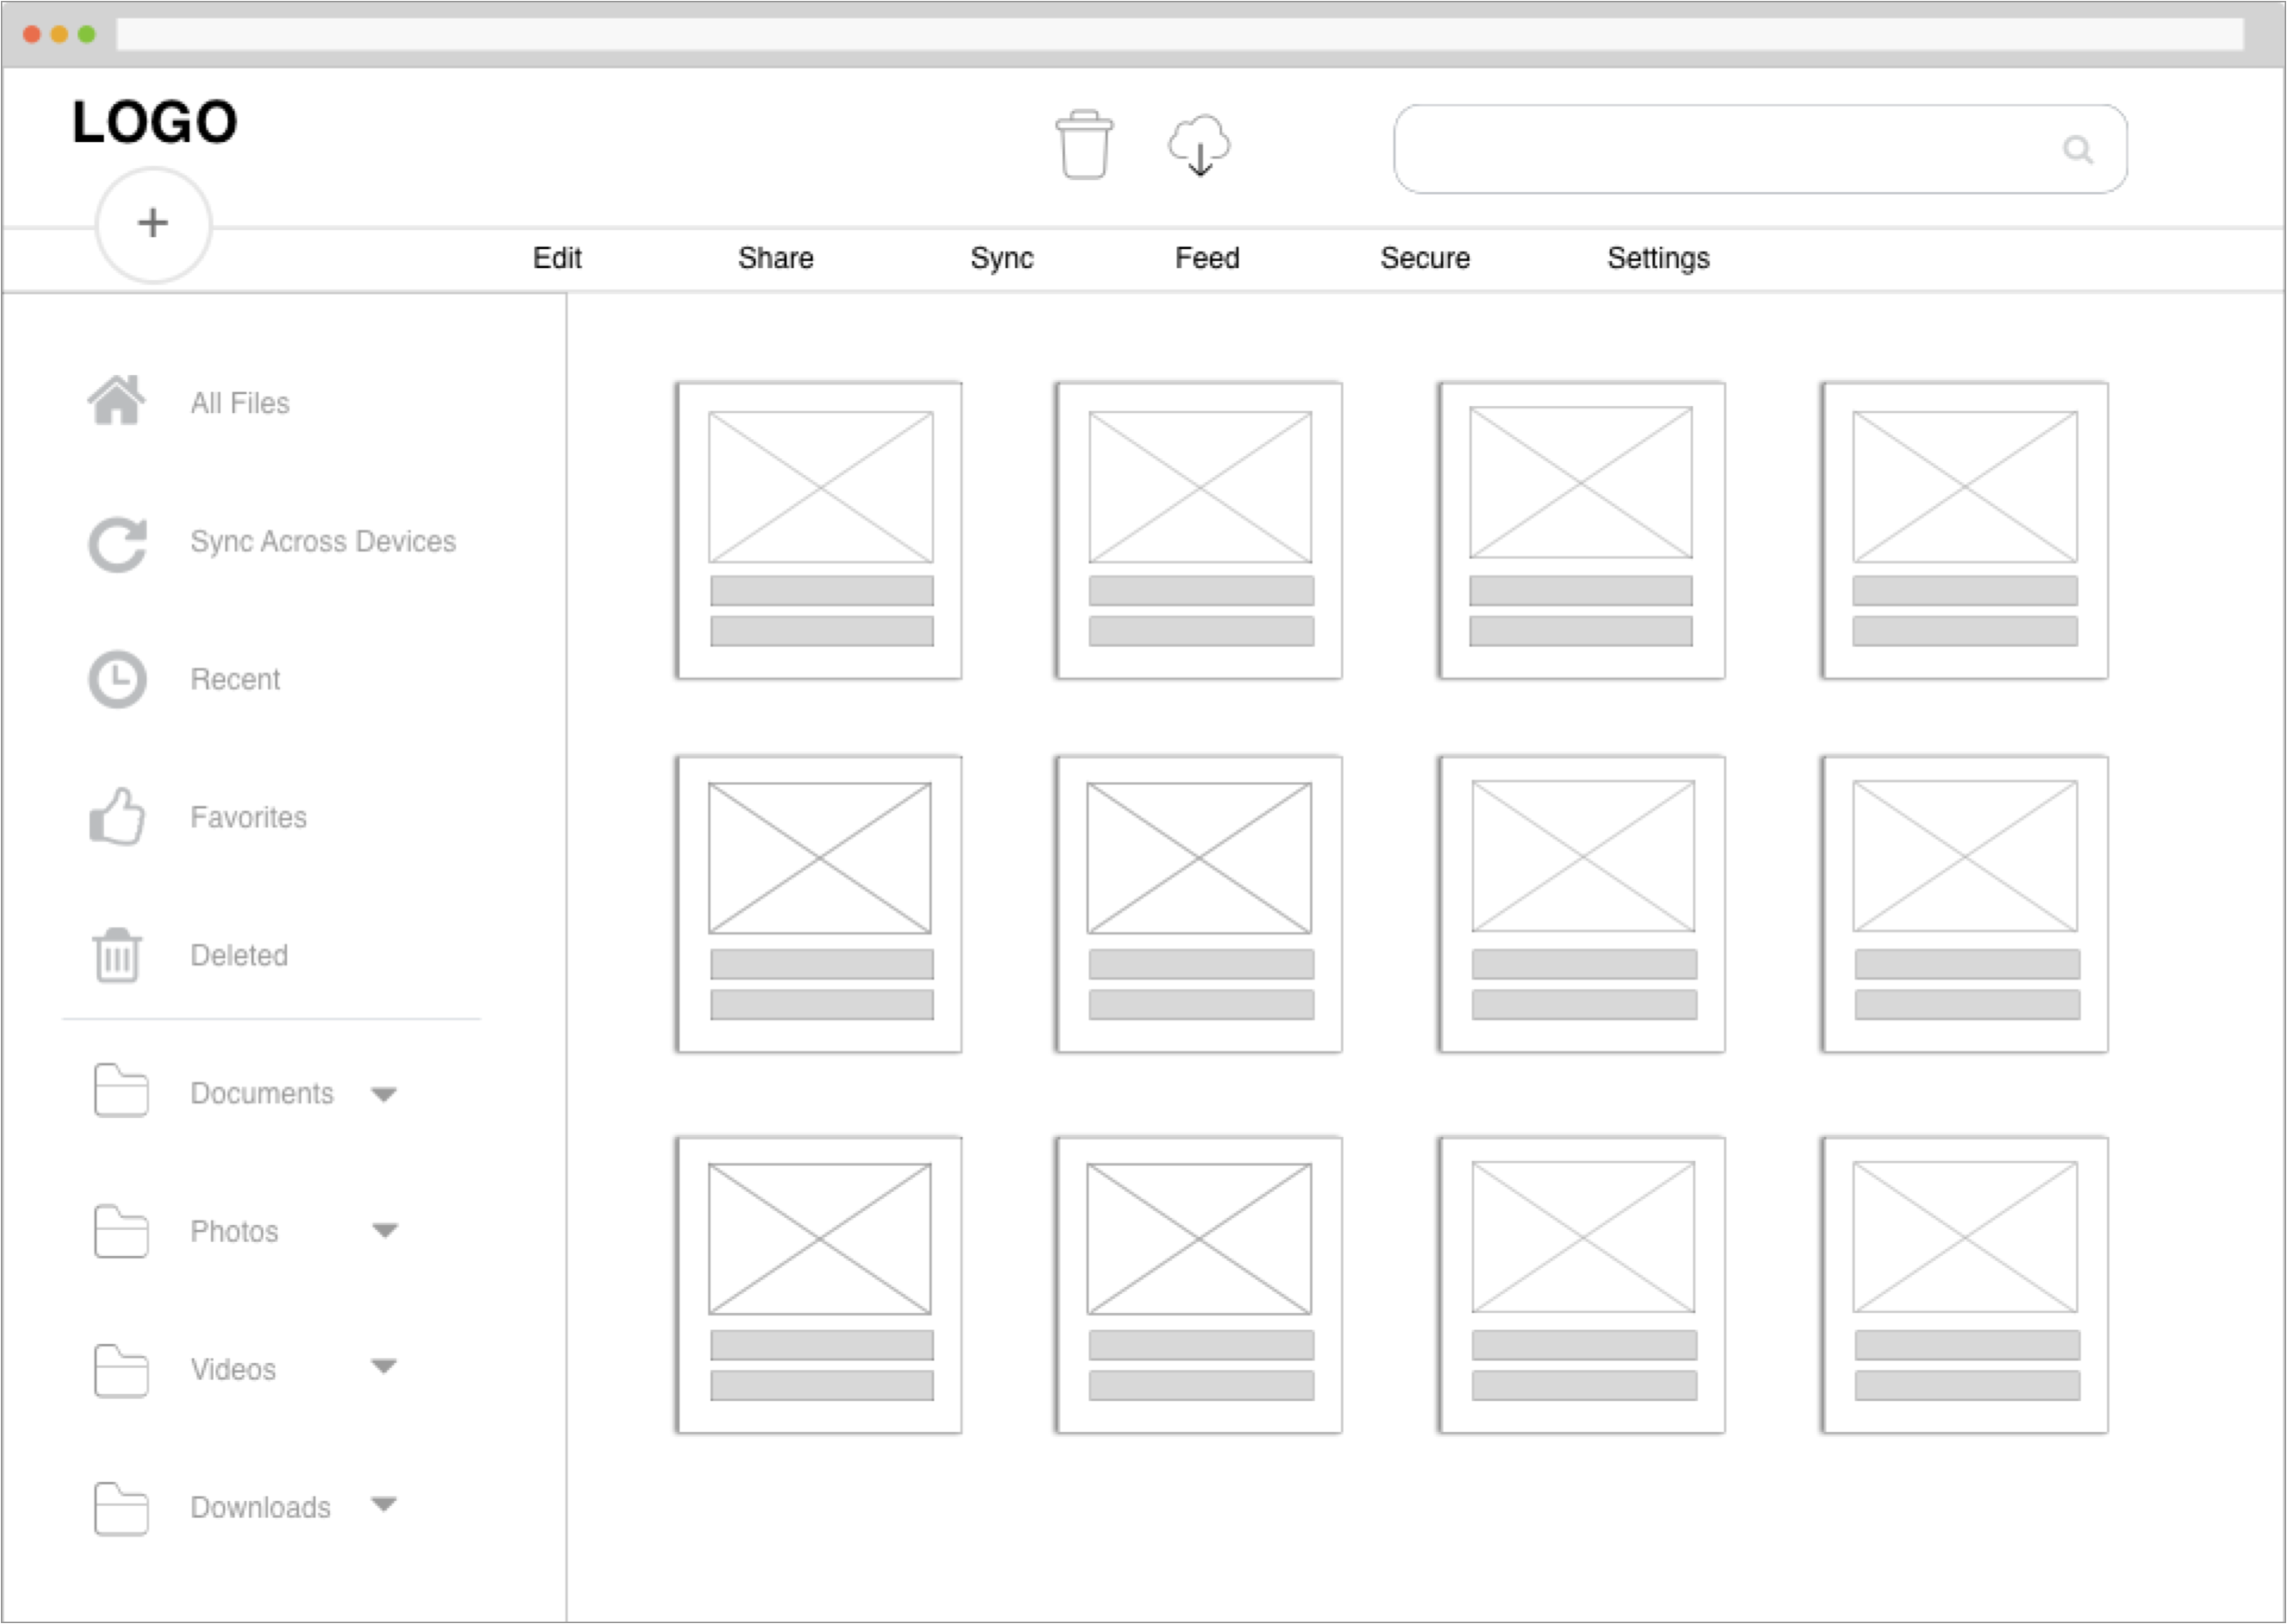 LOGO
+
Edit Share Sync Feed Secure Settings
All Files
Sync Across Devices
Recent
Favorites
Deleted
Documents
Photos
Videos
Downloads